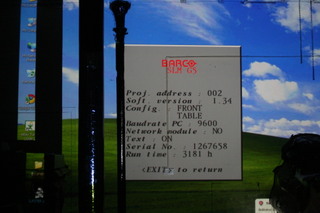 BARCO
SLM G5
Proj. address : 002
Soft. version : 1.34
Config. : FRONT
TABLE
Baudrate PC : 9600
Network module : NO
Text : ON
Serial No. : 1267658
Run time : 3181 h
<EXIT> to return